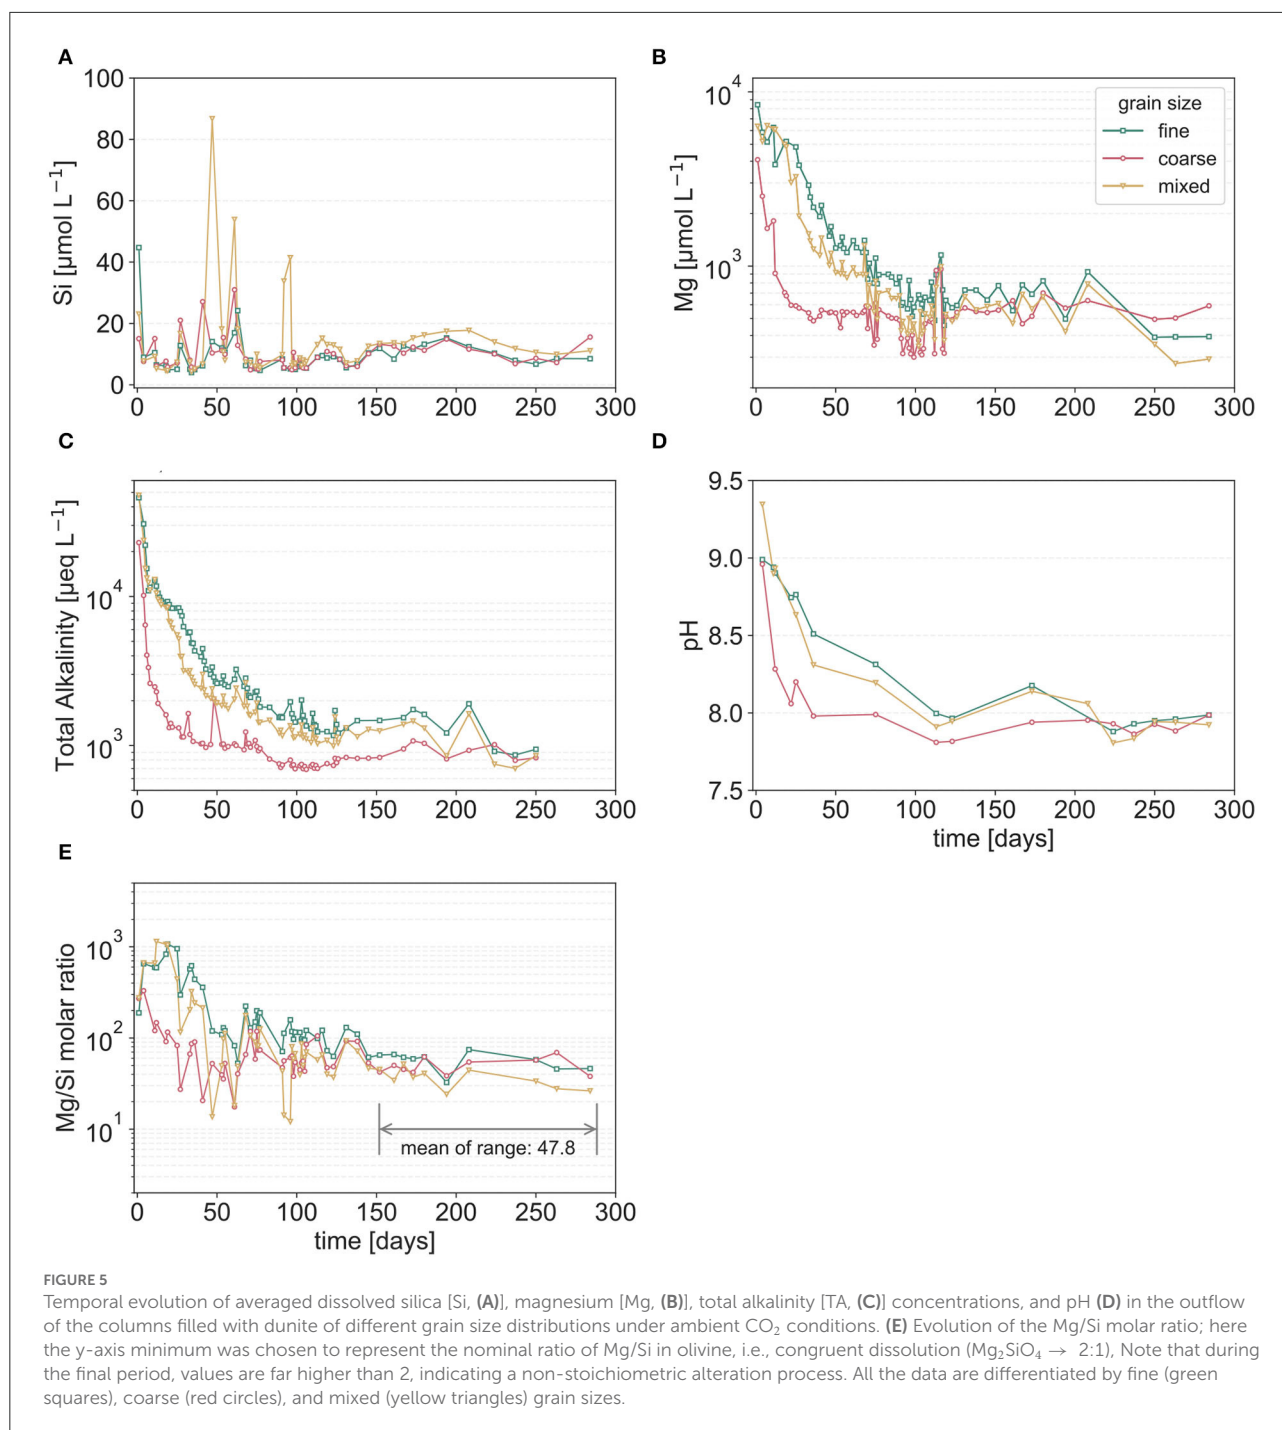 A
100
80
60
40
20
0
Si [μmol L⁻¹]
0 50 100 150 200 250 300
B
10⁴
10³
Mg [μmol L⁻¹]
grain size
fine
coarse
mixed
0 50 100 150 200 250 300
C
10⁴
10³
Total Alkalinity [μeq L⁻¹]
0 50 100 150 200 250 300
D
9.5
9.0
8.5
8.0
7.5
pH
0 50 100 150 200 250 300
time [days]
E
10³
10²
10¹
Mg/Si molar ratio
mean of range: 47.8
0 50 100 150 200 250 300
time [days]
FIGURE 5
Temporal evolution of averaged dissolved silica [Si, (A)], magnesium [Mg, (B)], total alkalinity [TA, (C)] concentrations, and pH (D) in the outflow
of the columns filled with dunite of different grain size distributions under ambient CO₂ conditions. (E) Evolution of the Mg/Si molar ratio; here
the y-axis minimum was chosen to represent the nominal ratio of Mg/Si in olivine, i.e., congruent dissolution (Mg₂SiO₄ → 2:1), Note that during
the final period, values are far higher than 2, indicating a non-stoichiometric alteration process. All the data are differentiated by fine (green
squares), coarse (red circles), and mixed (yellow triangles) grain sizes.